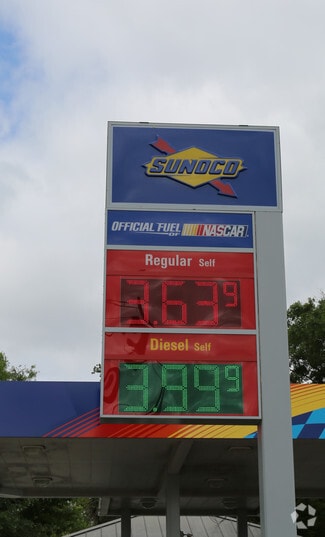 SUNOCO
OFFICIAL FUEL OF NASCAR
Regular Self
3.63 9
Diesel Self
3.99 9